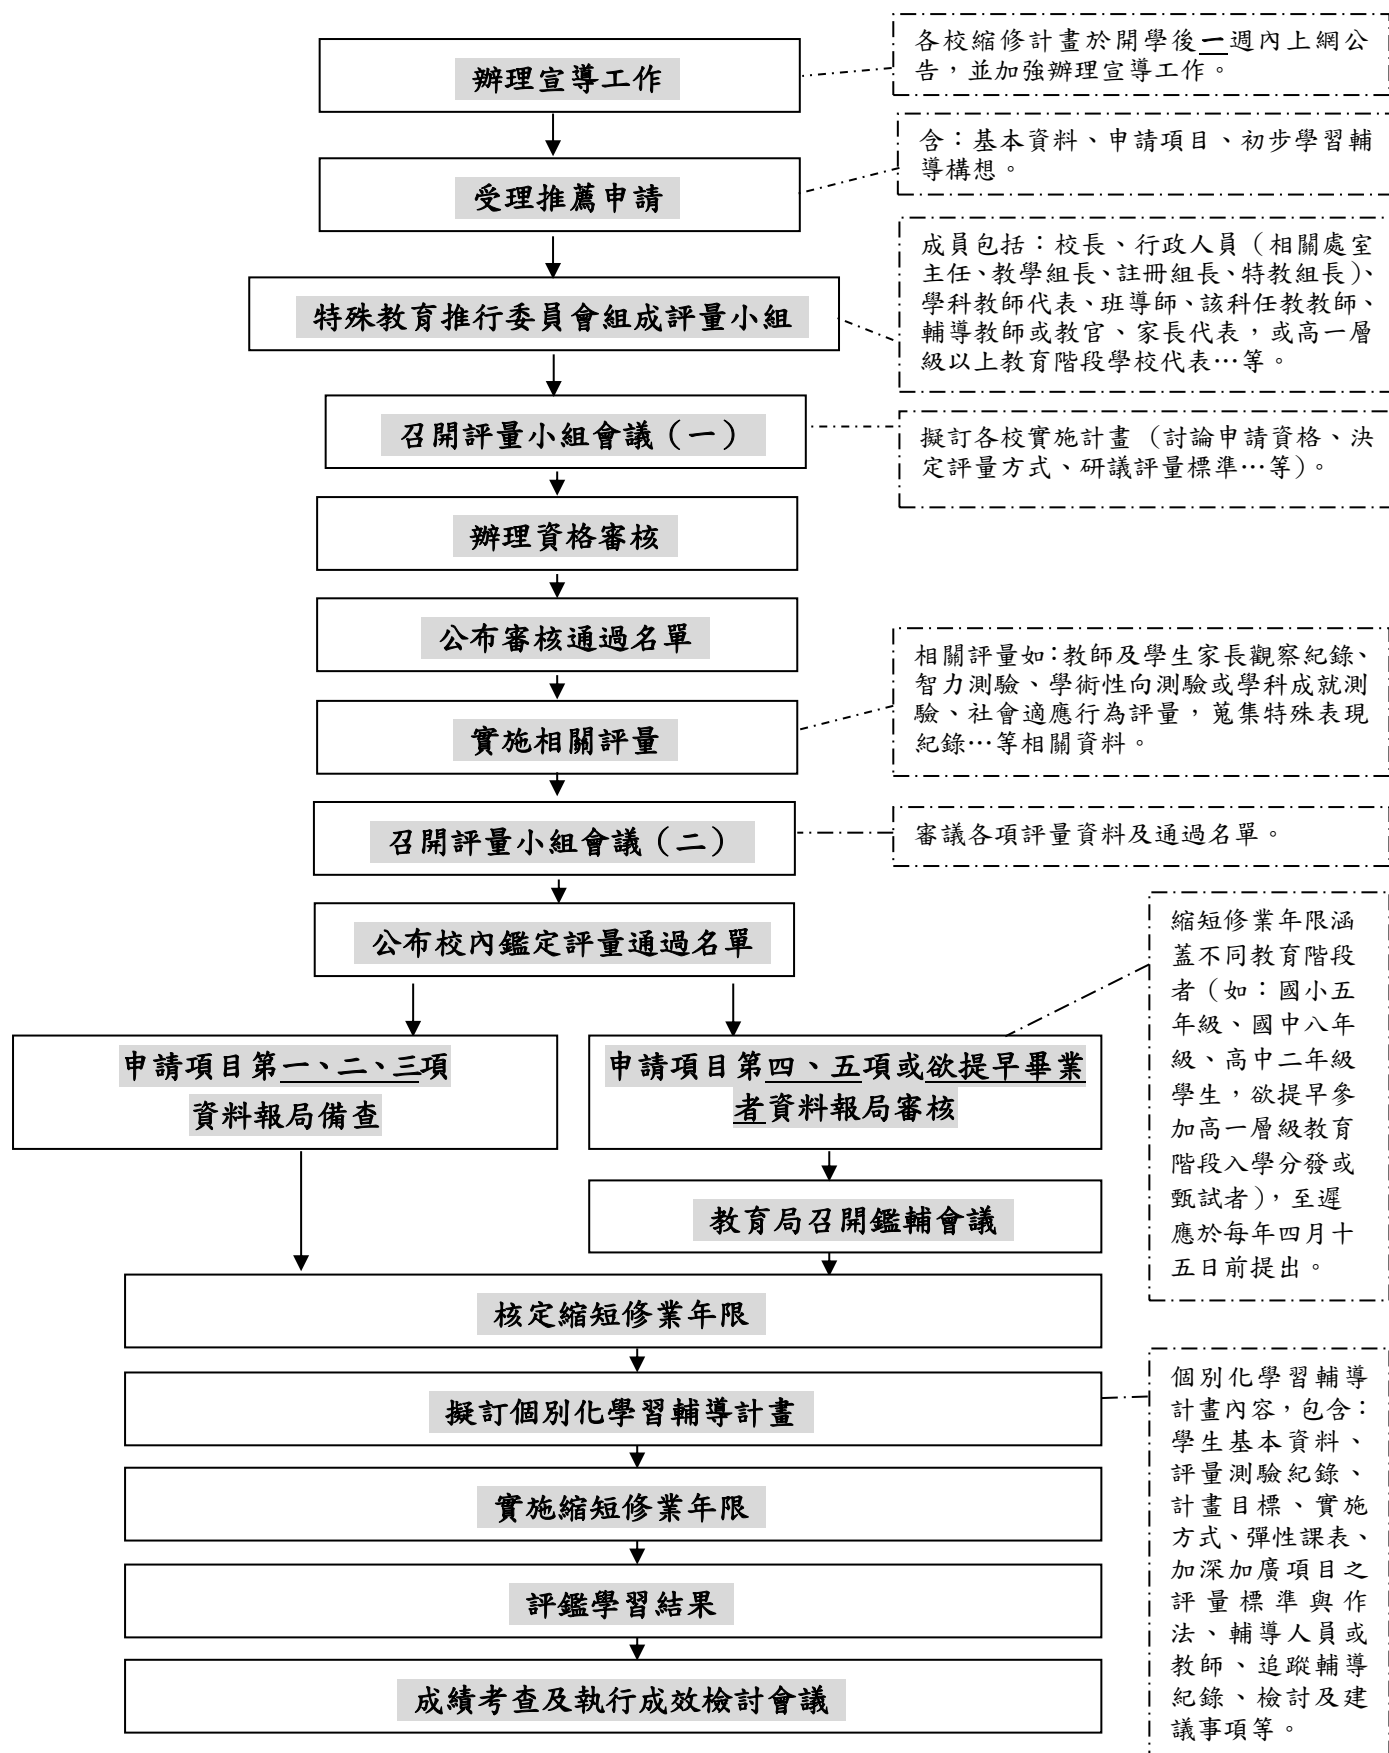 辦理宣導工作
各校縮修計畫於開學後一週內上網公
告，並加強辦理宣導工作。
受理推薦申請
含：基本資料、申請項目、初步學習輔
導構想。
特殊教育推行委員會組成評量小組
成員包括：校長、行政人員（相關處室
主任、教學組長、註冊組長、特教組長）、
學科教師代表、班導師、該科任教教師、
輔導教師或教官、家長代表，或高一層
級以上教育階段學校代表…等。
召開評量小組會議（一）
擬訂各校實施計畫（討論申請資格、決
定評量方式、研議評量標準…等）。
辦理資格審核
公布審核通過名單
實施相關評量
相關評量如：教師及學生家長觀察紀錄、
智力測驗、學術性向測驗或學科成就測
驗、社會適應行為評量，蒐集特殊表現
紀錄…等相關資料。
召開評量小組會議（二）
審議各項評量資料及通過名單。
公布校內鑑定評量通過名單
申請項目第一、二、三項
資料報局備查
申請項目第四、五項或欲提早畢業
者資料報局審核
縮短修業年限涵
蓋不同教育階段
者（如：國小五
年級、國中八年
級、高中二年級
學生，欲提早參
加高一層級教育
階段入學分發或
甄試者），至遲
應於每年四月十
五日前提出。
教育局召開鑑輔會議
核定縮短修業年限
擬訂個別化學習輔導計畫
個別化學習輔導
計畫內容，包含：
學生基本資料、
評量測驗紀錄、
計畫目標、實施
方式、彈性課表、
加深加廣項目之
評量標準與作
法、輔導人員或
教師、追蹤輔導
紀錄、檢討及建
議事項等。
實施縮短修業年限
評鑑學習結果
成績考查及執行成效檢討會議